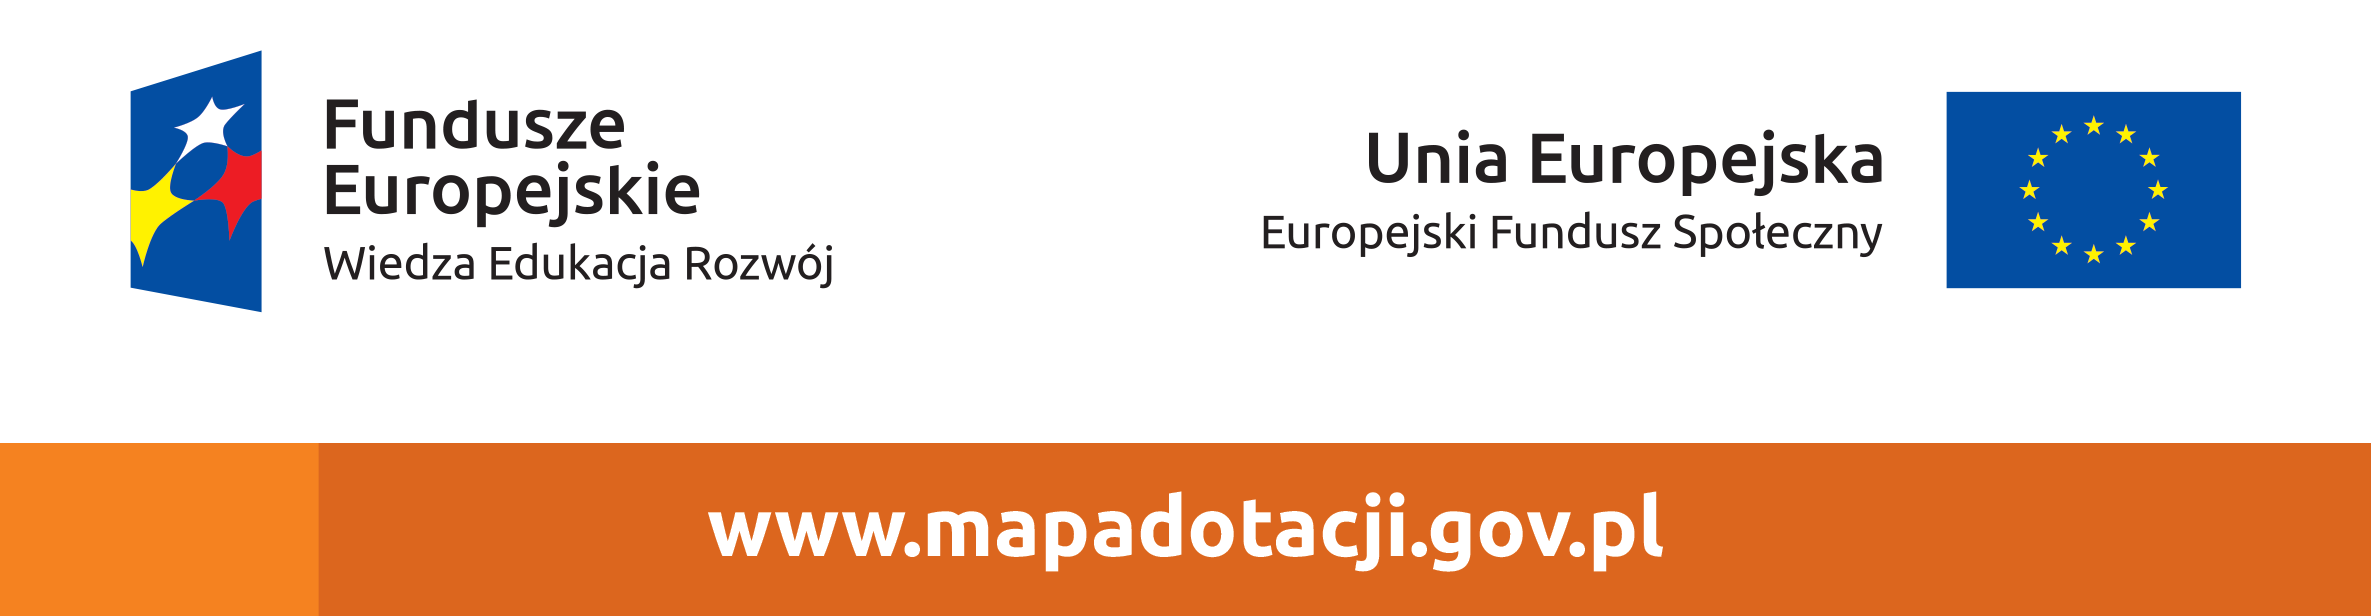 Fundusze
Europejskie
Wiedza Edukacja Rozwój
Unia Europejska
Europejski Fundusz Społeczny
www.mapadotacji.gov.pl